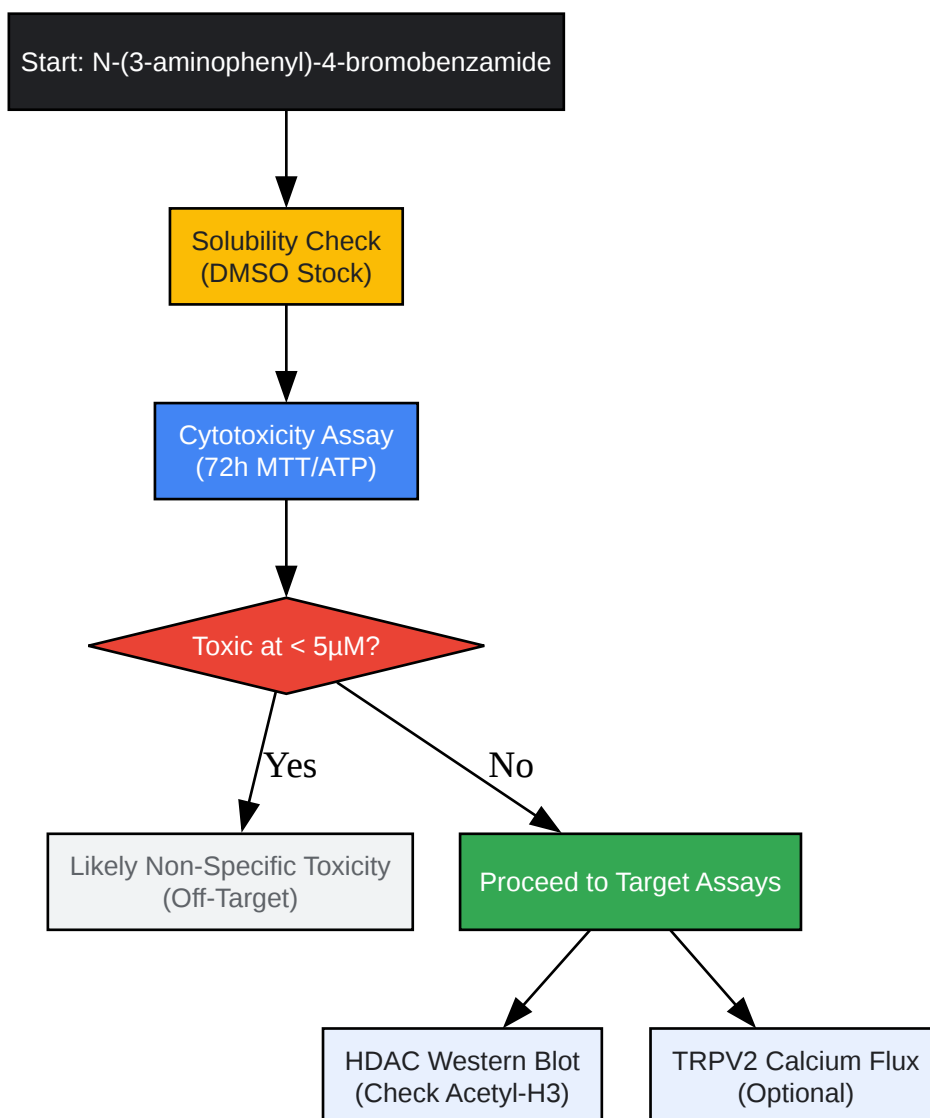 Start: N-(3-aminophenyl)-4-bromobenzamide
Solubility Check
(DMSO Stock)
Cytotoxicity Assay
(72h MTT/ATP)
Toxic at < 5µM?
Yes
No
Likely Non-Specific Toxicity
(Off-Target)
Proceed to Target Assays
HDAC Western Blot
(Check Acetyl-H3)
TRPV2 Calcium Flux
(Optional)